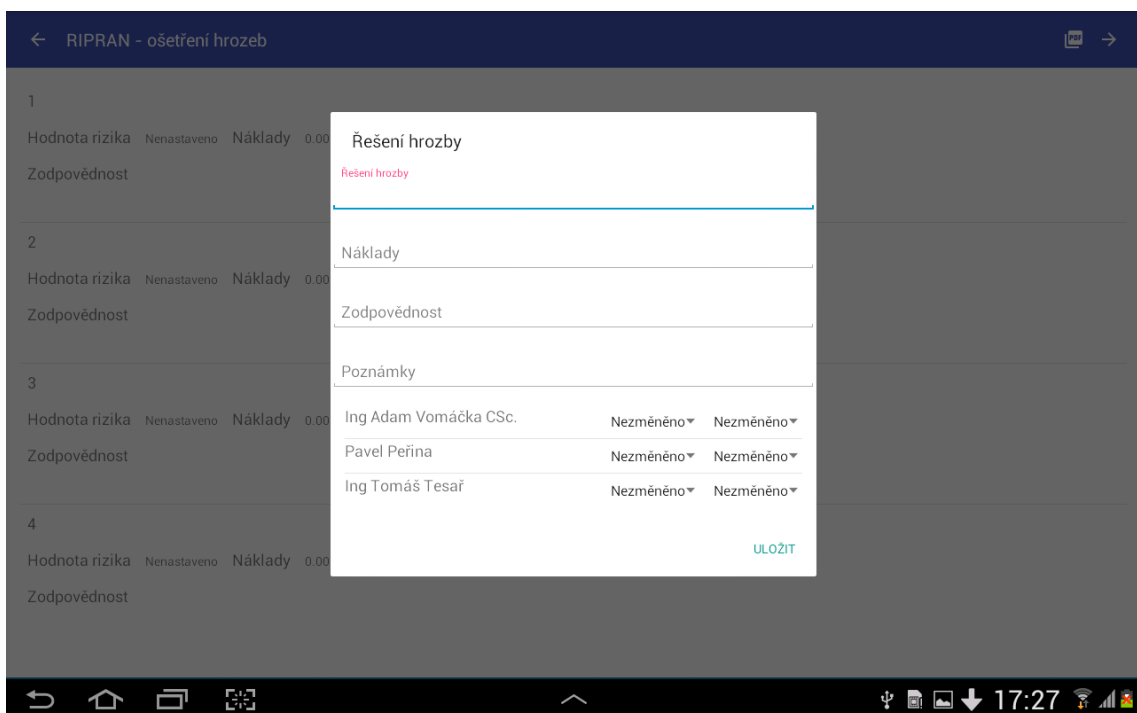 RIPRAN - ošetření hrozeb
PDF
1
Hodnota rizika Nenastaveno Náklady 0.00
Zodpovědnost
2
Hodnota rizika Nenastaveno Náklady 0.00
Zodpovědnost
3
Hodnota rizika Nenastaveno Náklady 0.00
Zodpovědnost
4
Hodnota rizika Nenastaveno Náklady 0.00
Zodpovědnost
Řešení hrozby
Řešení hrozby
Náklady
Zodpovědnost
Poznámky
Ing Adam Vomáčka CSc. Nezměněno Nezměněno
Pavel Peřina Nezměněno Nezměněno
Ing Tomáš Tesař Nezměněno Nezměněno
ULOŽIT
17:27